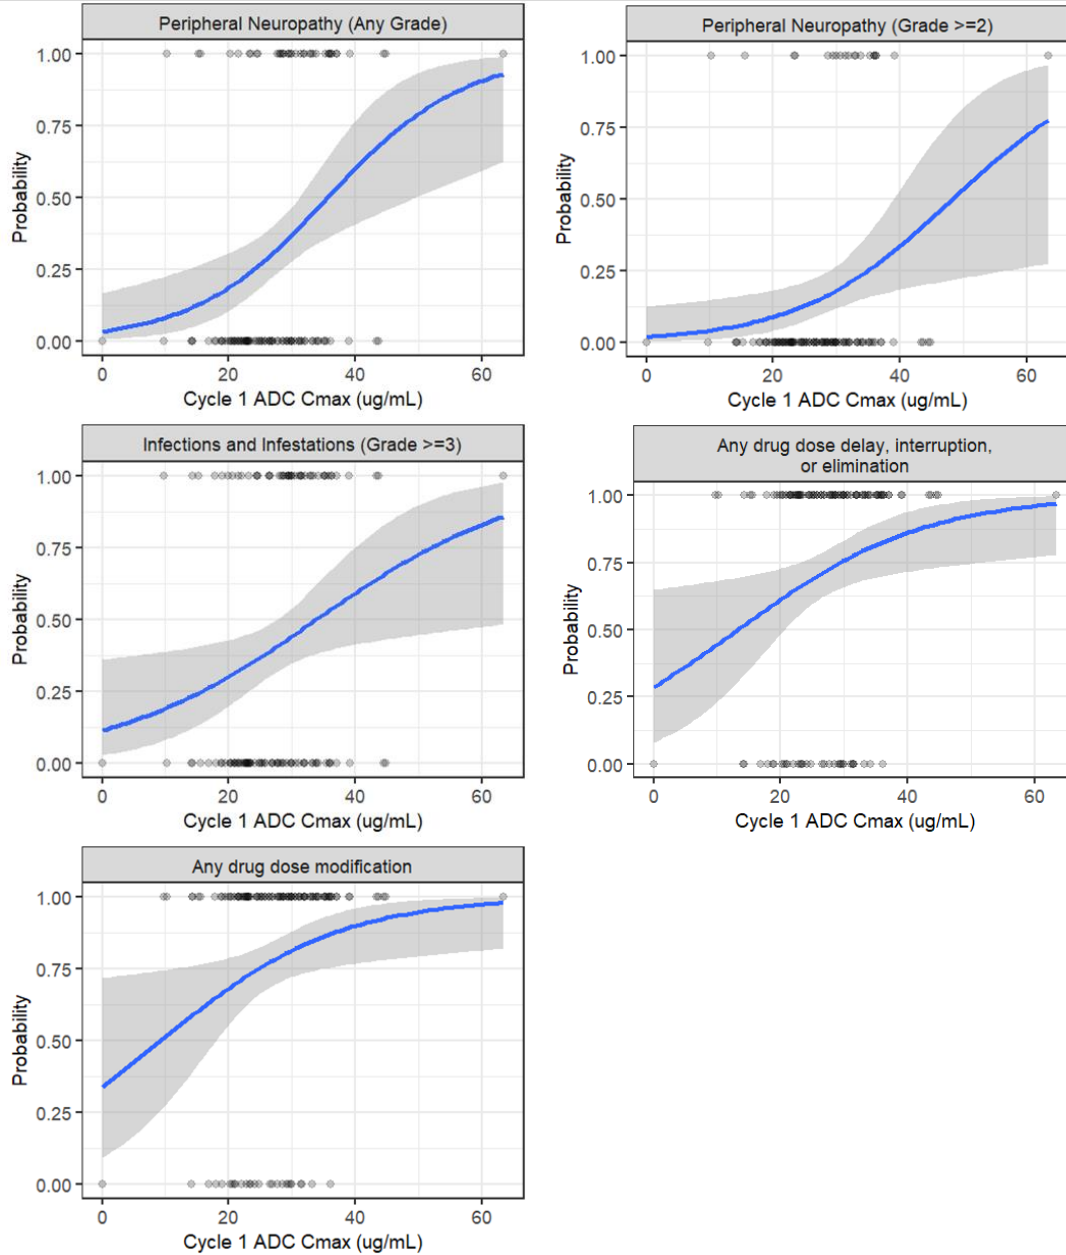 Peripheral Neuropathy (Any Grade)
1.00
0.75
0.50
0.25
0.00
Probability
0 20 40 60
Cycle 1 ADC Cmax (ug/mL)
Peripheral Neuropathy (Grade >=2)
1.00
0.75
0.50
0.25
0.00
Probability
0 20 40 60
Cycle 1 ADC Cmax (ug/mL)
Infections and Infestations (Grade >=3)
1.00
0.75
0.50
0.25
0.00
Probability
0 20 40 60
Cycle 1 ADC Cmax (ug/mL)
Any drug dose delay, interruption,
or elimination
1.00
0.75
0.50
0.25
0.00
Probability
0 20 40 60
Cycle 1 ADC Cmax (ug/mL)
Any drug dose modification
1.00
0.75
0.50
0.25
0.00
Probability
0 20 40 60
Cycle 1 ADC Cmax (ug/mL)